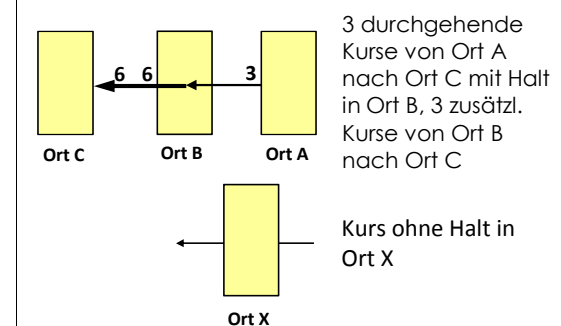 3 durchgehende
Kurse von Ort A
nach Ort C mit Halt
in Ort B, 3 zusätzl.
Kurse von Ort B
nach Ort C
6 6 3
Ort C Ort B Ort A
Kurs ohne Halt in
Ort X
Ort X